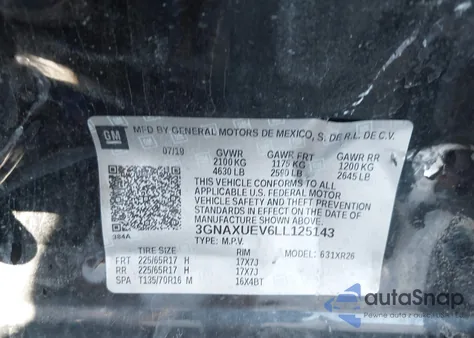 GM
MFD BY GENERAL MOTORS DE MEXICO, S. DE R.L. DE C.V.
07/19 GVWR GAWR FRT GAWR RR
2100 KG 1175 KG 1200 KG
4630 LB 2590 LB 2645 LB
THIS VEHICLE CONFORMS TO ALL
APPLICABLE U.S. FEDERAL MOTOR
VEHICLE SAFETY AND THEFT
PREVENTION STANDARDS IN EFFECT
ON THE DATE OF
MANUFACTURE SHOWN ABOVE.
3GNAXUEV6LL125143
384A
TYPE: M.P.V. MODEL: 631XR26
TIRE SIZE RIM
FRT 225/65R17 H 17X7J
RR 225/65R17 H 17X7J
SPA T135/70R16 M 16X4BT
autoSnap